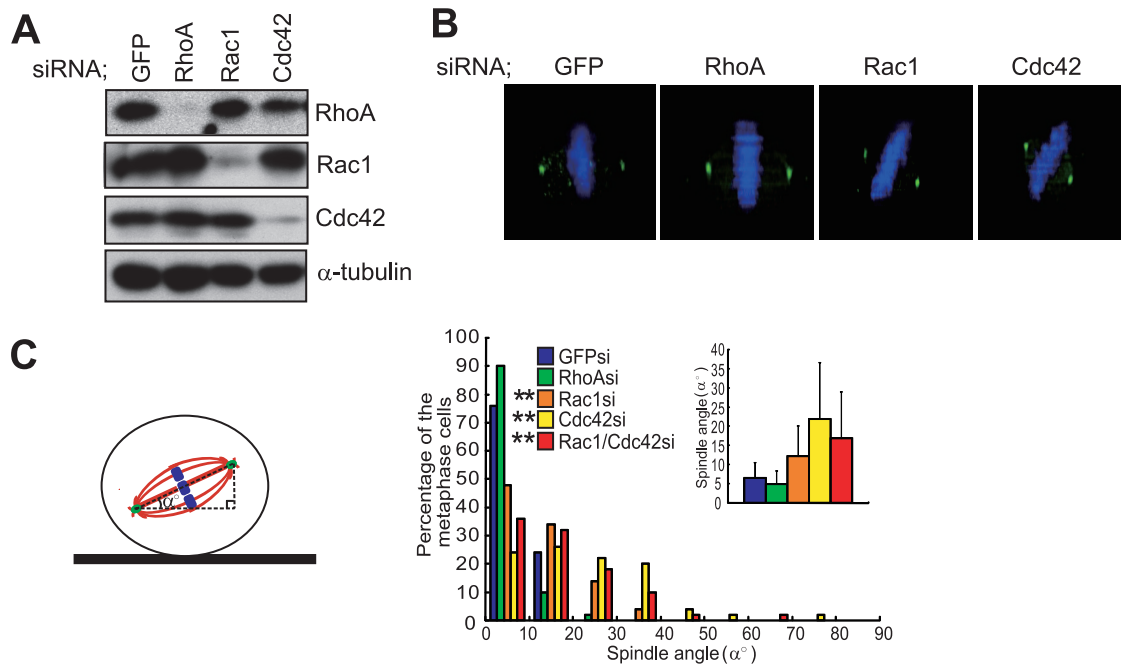 A
siRNA;
GFP
RhoA
Rac1
Cdc42
RhoA
Rac1
Cdc42
α-tubulin
B
siRNA;
GFP
RhoA
Rac1
Cdc42
C
α°
Percentage of the
metaphase cells
100
90
80
70
60
50
40
30
20
10
0
0 10 20 30 40 50 60 70 80 90
Spindle angle (α°)
GFPsi
RhoAsi
** Rac1si
** Cdc42si
** Rac1/Cdc42si
Spindle angle (α°)
40
35
30
25
20
15
10
5
0